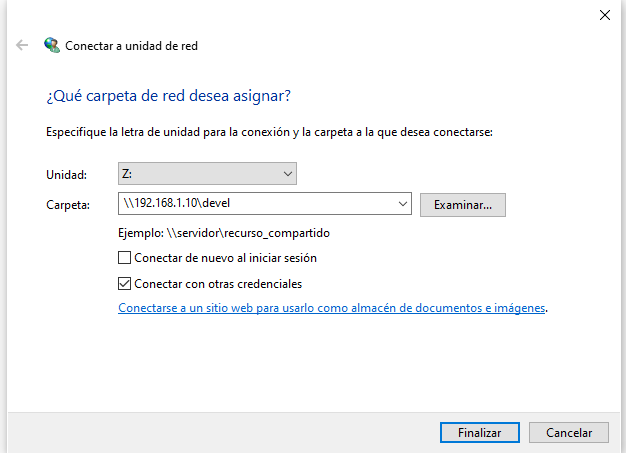 Conectar a unidad de red
¿Qué carpeta de red desea asignar?
Especifique la letra de unidad para la conexión y la carpeta a la que desea conectarse:
Unidad: Z:
Carpeta: \\192.168.1.10\devel Examinar...
Ejemplo: \\servidor\recurso_compartido
Conectar de nuevo al iniciar sesión
Conectar con otras credenciales
Conectarse a un sitio web para usarlo como almacén de documentos e imágenes.
Finalizar Cancelar